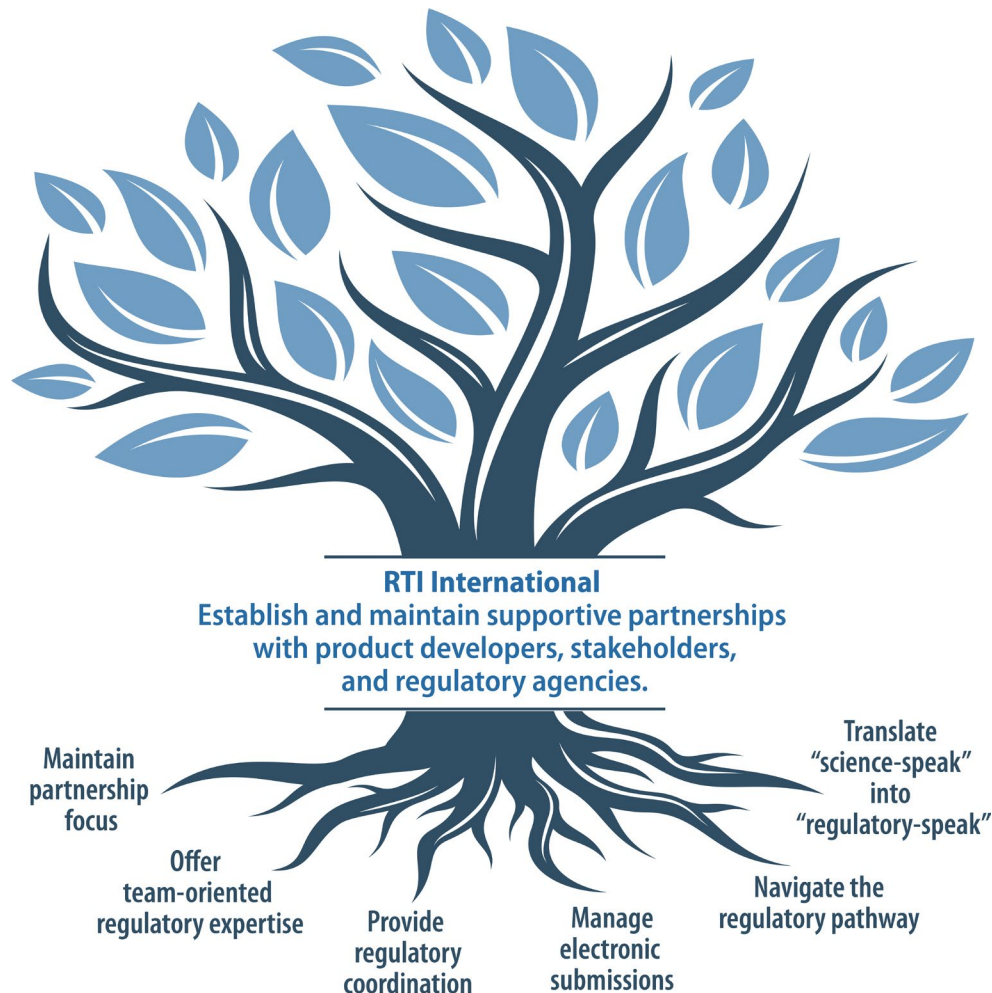 RTI International
Establish and maintain supportive partnerships
with product developers, stakeholders,
and regulatory agencies.
Maintain
partnership
focus
Offer
team-oriented
regulatory expertise
Provide
regulatory
coordination
Manage
electronic
submissions
Navigate the
regulatory pathway
Translate
“science-speak”
into
“regulatory-speak”